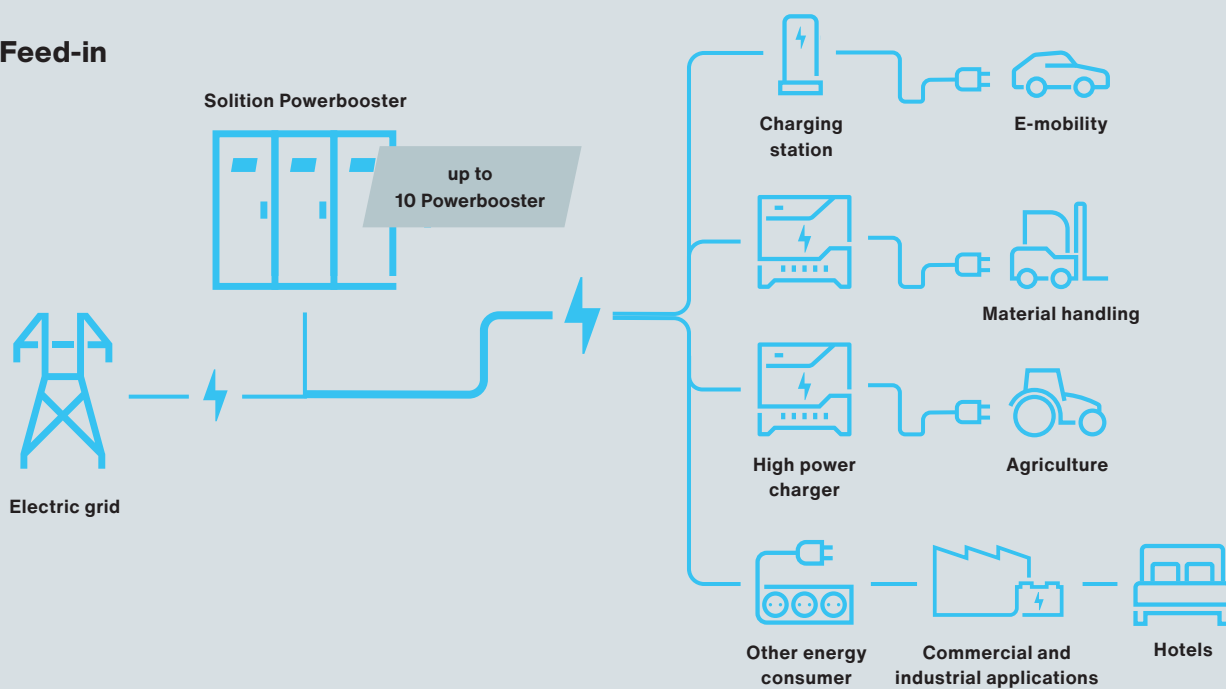 Feed-in
Solition Powerbooster
up to
10 Powerbooster
Electric grid
Charging
station
E-mobility
Material handling
High power
charger
Agriculture
Other energy
consumer
Commercial and
industrial applications
Hotels